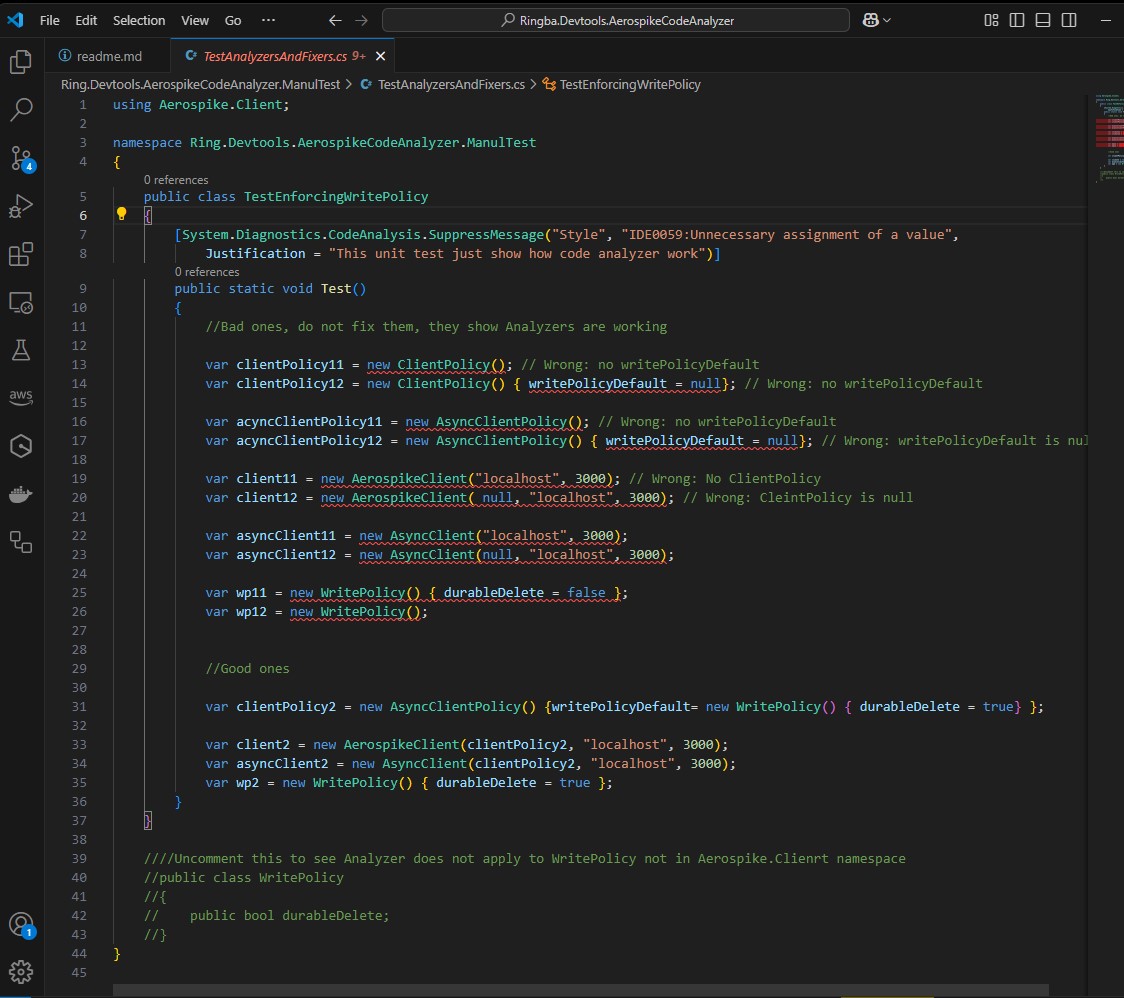 File Edit Selection View Go ··· Ringba.Devtools.AerospikeCodeAnalyzer
readme.md TestAnalyzersAndFixers.cs 9+
Ring.Devtools.AerospikeCodeAnalyzer.ManulTest > TestAnalyzersAndFixers.cs > TestEnforcingWritePolicy
1 using Aerospike.Client;
2
3 namespace Ring.Devtools.AerospikeCodeAnalyzer.ManulTest
4 {
0 references
5 public class TestEnforcingWritePolicy
6 {
7 [System.Diagnostics.CodeAnalysis.SuppressMessage("Style", "IDE0059:Unnecessary assignment of a value",
8 Justification = "This unit test just show how code analyzer work")]
0 references
9 public static void Test()
10 {
11 //Bad ones, do not fix them, they show Analyzers are working
12
13 var clientPolicy11 = new ClientPolicy(); // Wrong: no writePolicyDefault
14 var clientPolicy12 = new ClientPolicy() { writePolicyDefault = null}; // Wrong: no writePolicyDefault
15
16 var acyncClientPolicy11 = new AsyncClientPolicy(); // Wrong: no writePolicyDefault
17 var acyncClientPolicy12 = new AsyncClientPolicy() { writePolicyDefault = null}; // Wrong: writePolicyDefault is nul
18
19 var client11 = new AerospikeClient("localhost", 3000); // Wrong: No ClientPolicy
20 var client12 = new AerospikeClient( null, "localhost", 3000); // Wrong: CleintPolicy is null
21
22 var asyncClient11 = new AsyncClient("localhost", 3000);
23 var asyncClient12 = new AsyncClient(null, "localhost", 3000);
24
25 var wp11 = new WritePolicy() { durableDelete = false };
26 var wp12 = new WritePolicy();
27
28
29 //Good ones
30
31 var clientPolicy2 = new AsyncClientPolicy() {writePolicyDefault= new WritePolicy() { durableDelete = true} };
32
33 var client2 = new AerospikeClient(clientPolicy2, "localhost", 3000);
34 var asyncClient2 = new AsyncClient(clientPolicy2, "localhost", 3000);
35 var wp2 = new WritePolicy() { durableDelete = true };
36 }
37 }
38
39 ////Uncomment this to see Analyzer does not apply to WritePolicy not in Aerospike.Clienrt namespace
40 //public class WritePolicy
41 //{
42 // public bool durableDelete;
43 //}
44 }
45
4
aws
1